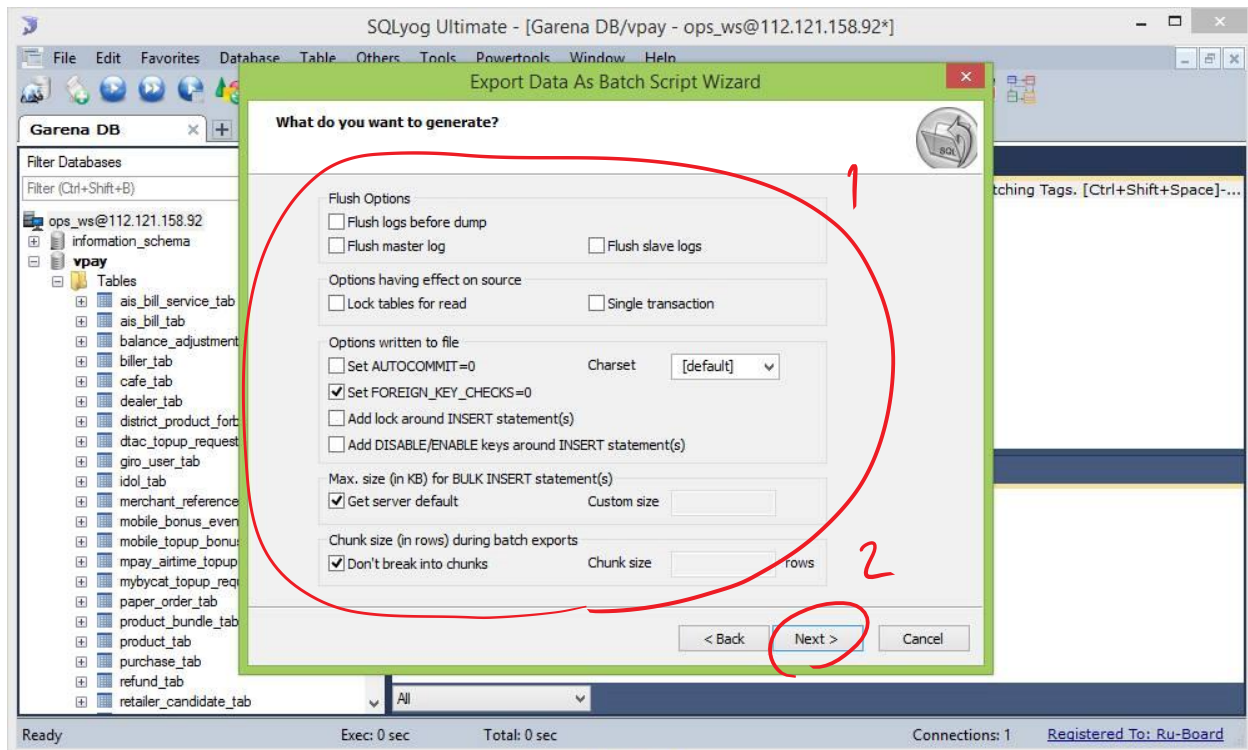 SQLyog Ultimate - [Garena DB/vpay - ops_ws@112.121.158.92*]
File Edit Favorites Database Table Others Tools Powertools Window Help
Export Data As Batch Script Wizard
Garena DB
What do you want to generate?
1
Filter Databases
Filter (Ctrl+Shift+B)
tching Tags. [Ctrl+Shift+Space]-...
ops_ws@112.121.158.92
information_schema
vpay
Tables
ais_bill_service_tab
ais_bill_tab
balance_adjustment
biller_tab
cafe_tab
dealer_tab
district_product_forb
dtac_topup_request
giro_user_tab
idol_tab
merchant_reference
mobile_bonus_even
mobile_topup_bonu
mpay_airtime_topup
mybycat_topup_requ
paper_order_tab
product_bundle_tab
product_tab
purchase_tab
refund_tab
retailer_candidate_tab
SQL
Flush Options
Flush logs before dump
Flush master log Flush slave logs
Options having effect on source
Lock tables for read Single transaction
Options written to file
Set AUTOCOMMIT=0 Charset [default]
Set FOREIGN_KEY_CHECKS=0
Add lock around INSERT statement(s)
Add DISABLE/ENABLE keys around INSERT statement(s)
Max. size (in KB) for BULK INSERT statement(s)
Get server default Custom size
Chunk size (in rows) during batch exports
Don't break into chunks Chunk size rows
2
< Back Next > Cancel
All
Ready Exec: 0 sec Total: 0 sec Connections: 1 Registered To: Ru-Board